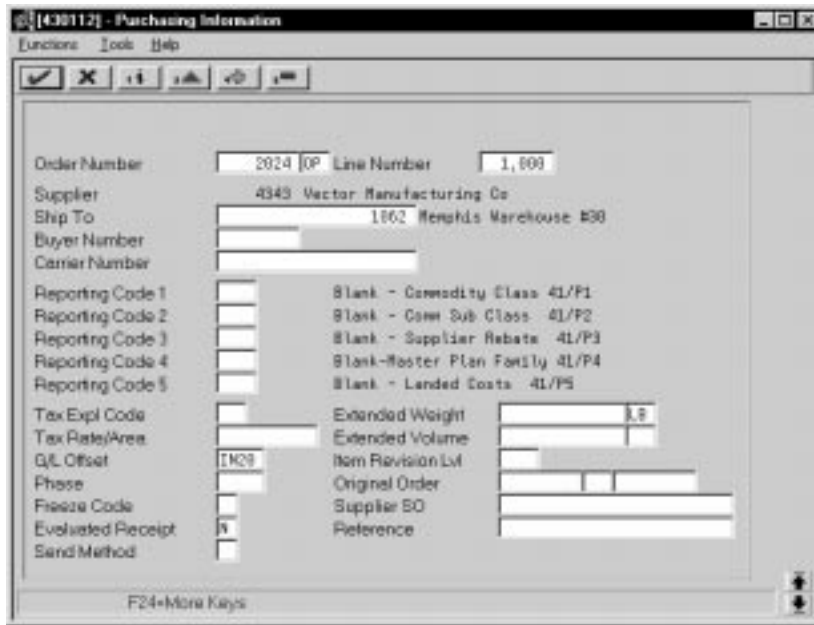 [430112] - Purchasing Information
Functions Tools Help
Order Number 2024 OP Line Number 1,000
Supplier 4343 Vector Manufacturing Co
Ship To 1062 Memphis Warehouse #30
Buyer Number
Carrier Number
Reporting Code 1 Blank - Commodity Class 41/P1
Reporting Code 2 Blank - Comm Sub Class 41/P2
Reporting Code 3 Blank - Supplier Rebate 41/P3
Reporting Code 4 Blank-Master Plan Family 41/P4
Reporting Code 5 Blank - Landed Costs 41/P5
Tax Expl Code Extended Weight LB
Tax Rate/Area Extended Volume
G/L Offset IN20 Item Revision Lvl
Phase Original Order
Freeze Code Supplier SO
Evaluated Receipt N Reference
Send Method
F24=More Keys